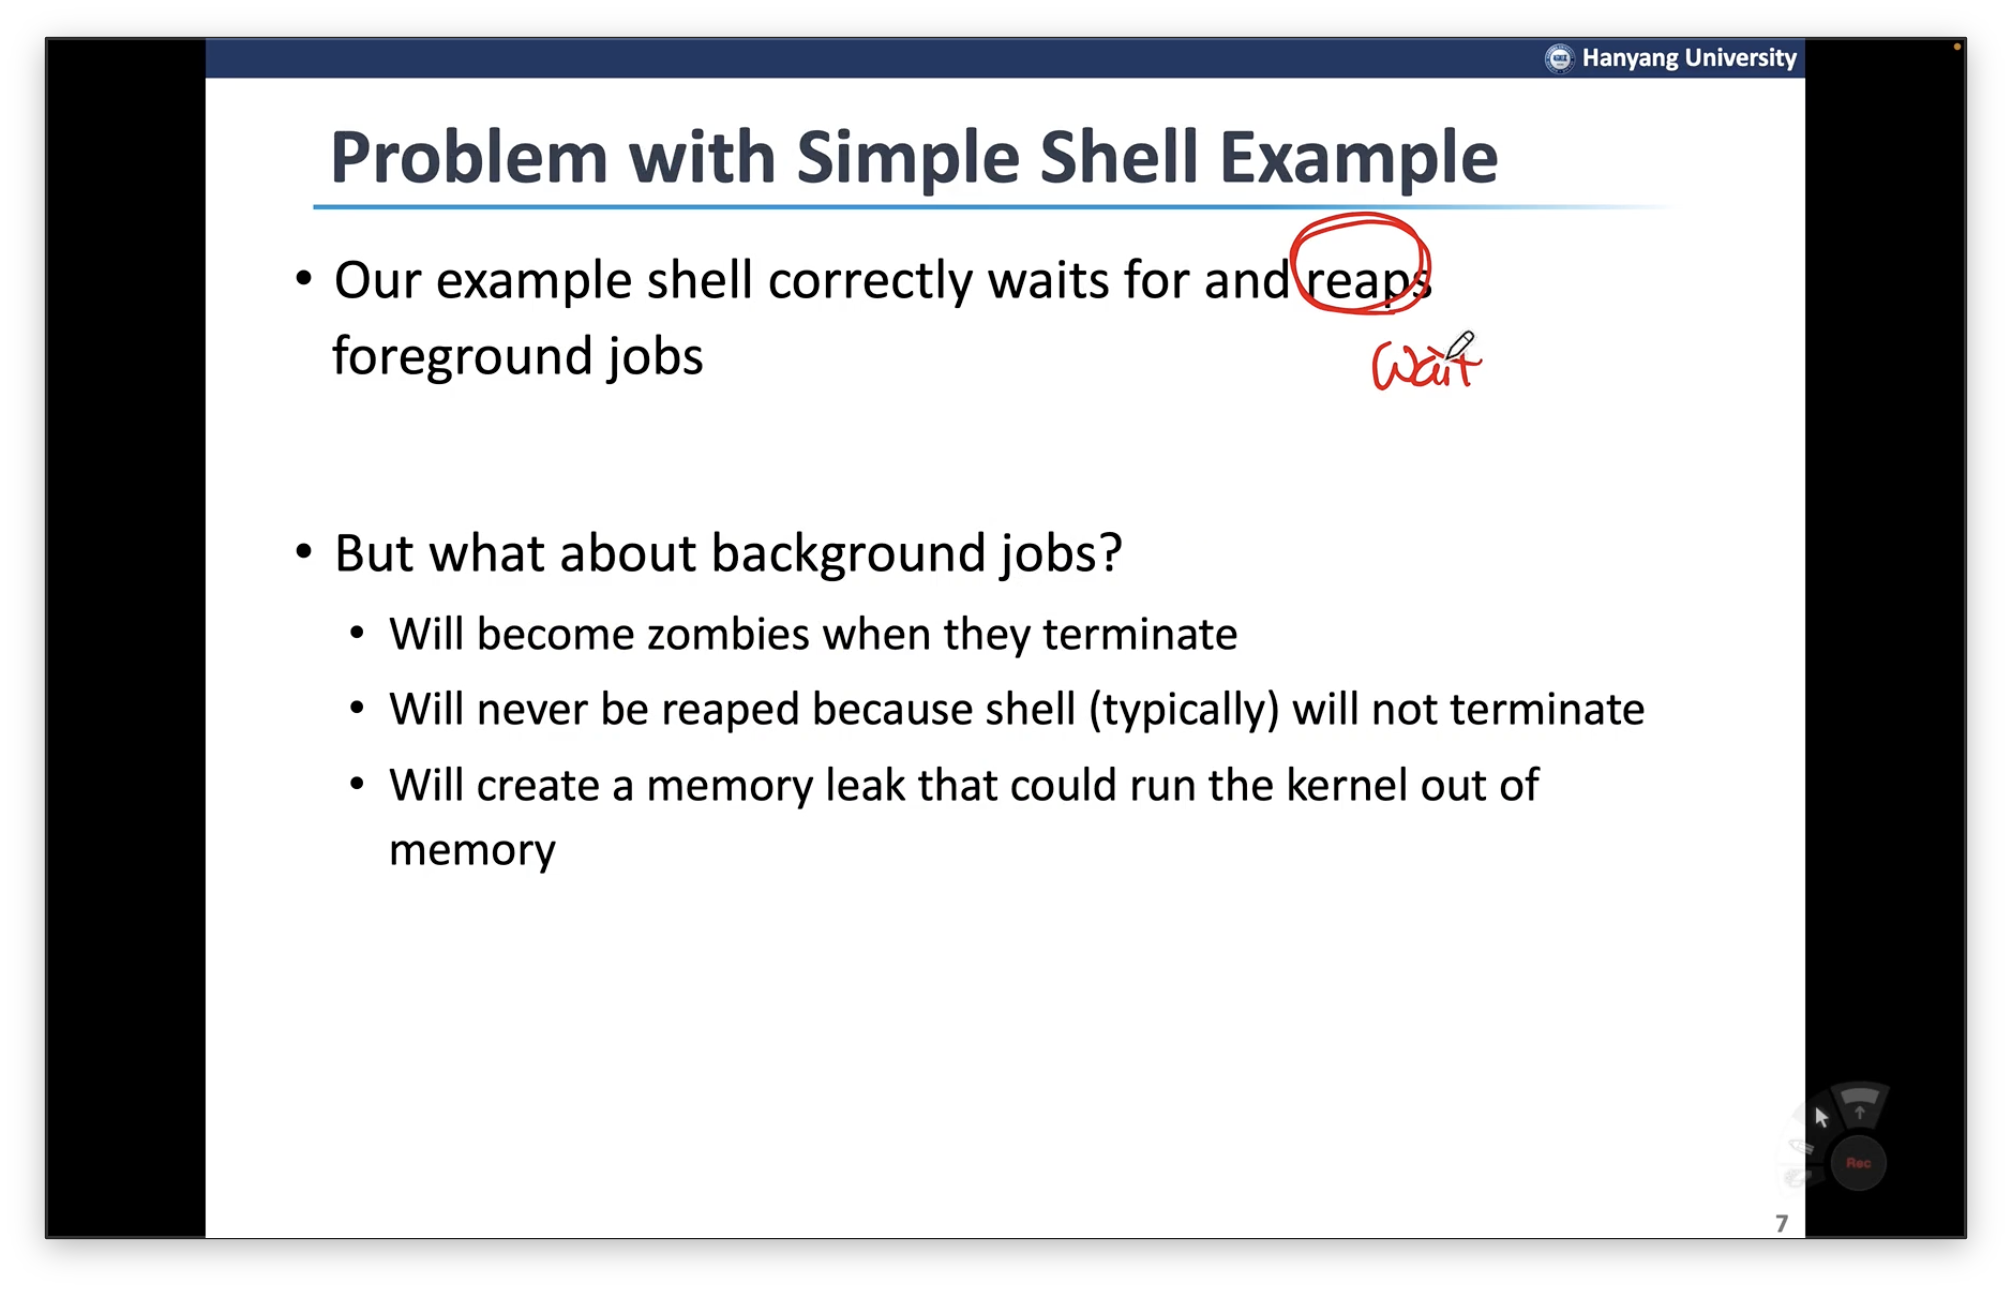 Hanyang University
Problem with Simple Shell Example
• Our example shell correctly waits for and reaps
foreground jobs
wait
• But what about background jobs?
• Will become zombies when they terminate
• Will never be reaped because shell (typically) will not terminate
• Will create a memory leak that could run the kernel out of
memory
Rec
7